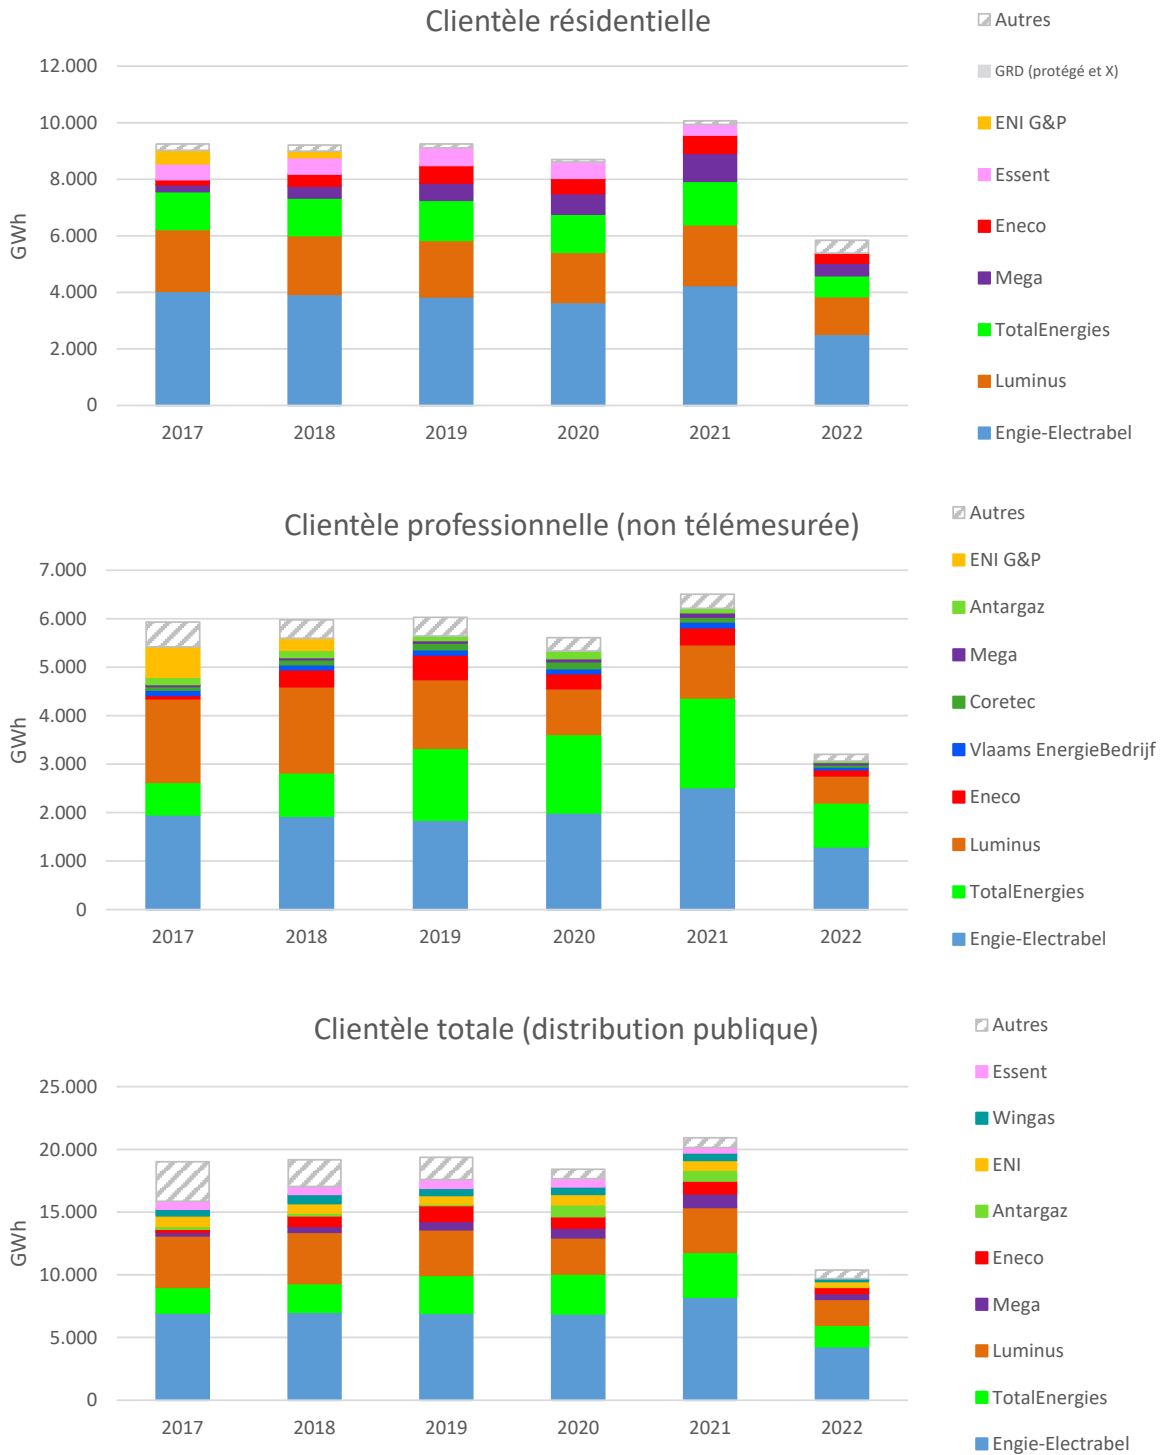 Clientèle résidentielle
12.000
10.000
8.000
6.000
4.000
2.000
0
GWh
2017
2018
2019
2020
2021
2022
Autres
GRD (protégé et X)
ENI G&P
Essent
Eneco
Mega
TotalEnergies
Luminus
Engie-Electrabel
Clientèle professionnelle (non télémesurée)
7.000
6.000
5.000
4.000
3.000
2.000
1.000
0
GWh
2017
2018
2019
2020
2021
2022
Autres
ENI G&P
Antargaz
Mega
Coretec
Vlaams EnergieBedrijf
Eneco
Luminus
TotalEnergies
Engie-Electrabel
Clientèle totale (distribution publique)
25.000
20.000
15.000
10.000
5.000
0
GWh
2017
2018
2019
2020
2021
2022
Autres
Essent
Wingas
ENI
Antargaz
Eneco
Mega
Luminus
TotalEnergies
Engie-Electrabel